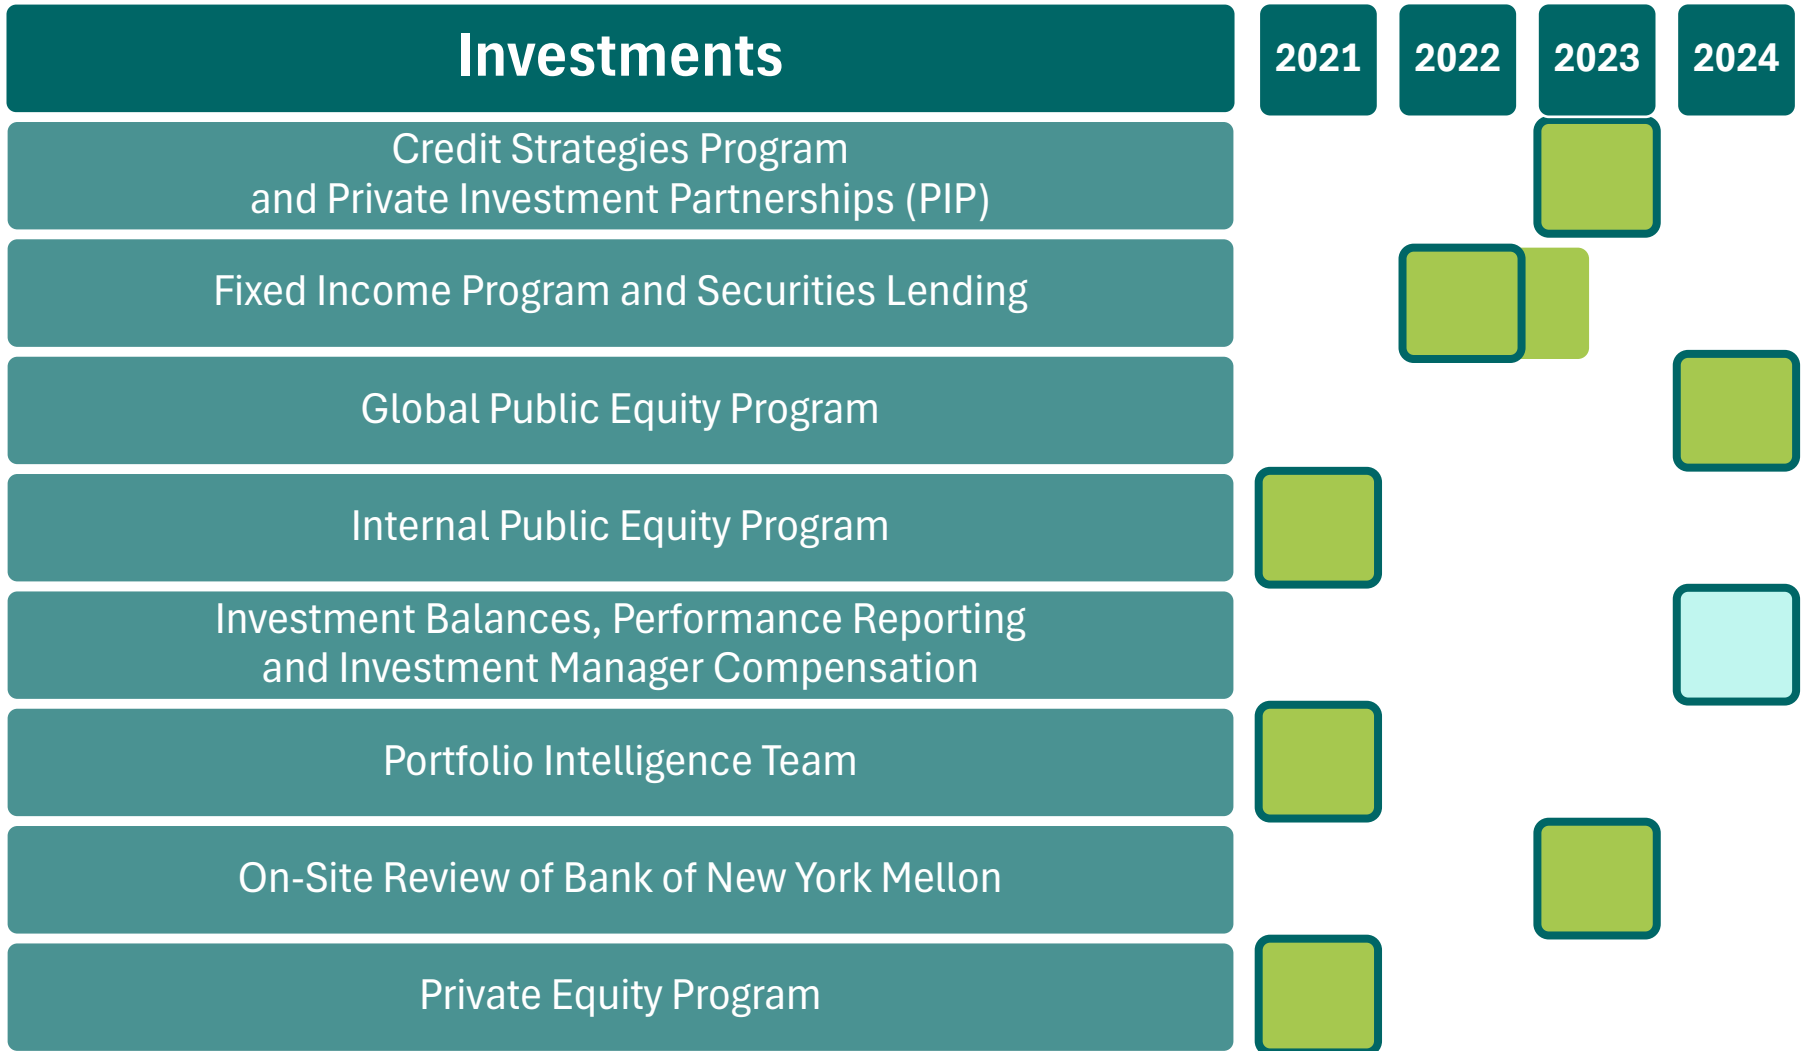 Investments
2021
2022
2023
2024
Credit Strategies Program
and Private Investment Partnerships (PIP)
Fixed Income Program and Securities Lending
Global Public Equity Program
Internal Public Equity Program
Investment Balances, Performance Reporting
and Investment Manager Compensation
Portfolio Intelligence Team
On-Site Review of Bank of New York Mellon
Private Equity Program